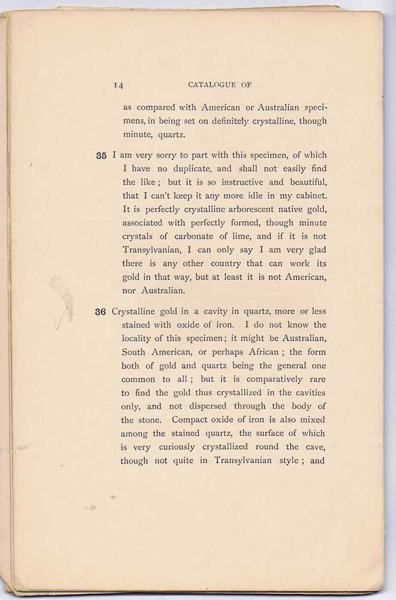 14 CATALOGUE OF
as compared with American or Australian speci-
mens, in being set on definitely crystalline, though
minute, quartz.
35 I am very sorry to part with this specimen, of which
I have no duplicate, and shall not easily find
the like; but it is so instructive and beautiful,
that I can't keep it any more idle in my cabinet.
It is perfectly crystalline arborescent native gold,
associated with perfectly formed, though minute
crystals of carbonate of lime, and if it is not
Transylvanian, I can only say I am very glad
there is any other country that can work its
gold in that way, but at least it is not American,
nor Australian.
36 Crystalline gold in a cavity in quartz, more or less
stained with oxide of iron. I do not know the
locality of this specimen; it might be Australian,
South American, or perhaps African; the form
both of gold and quartz being the general one
common to all; but it is comparatively rare
to find the gold thus crystallized in the cavities
only, and not dispersed through the body of
the stone. Compact oxide of iron is also mixed
among the stained quartz, the surface of which
is very curiously crystallized round the cave,
though not quite in Transylvanian style; and